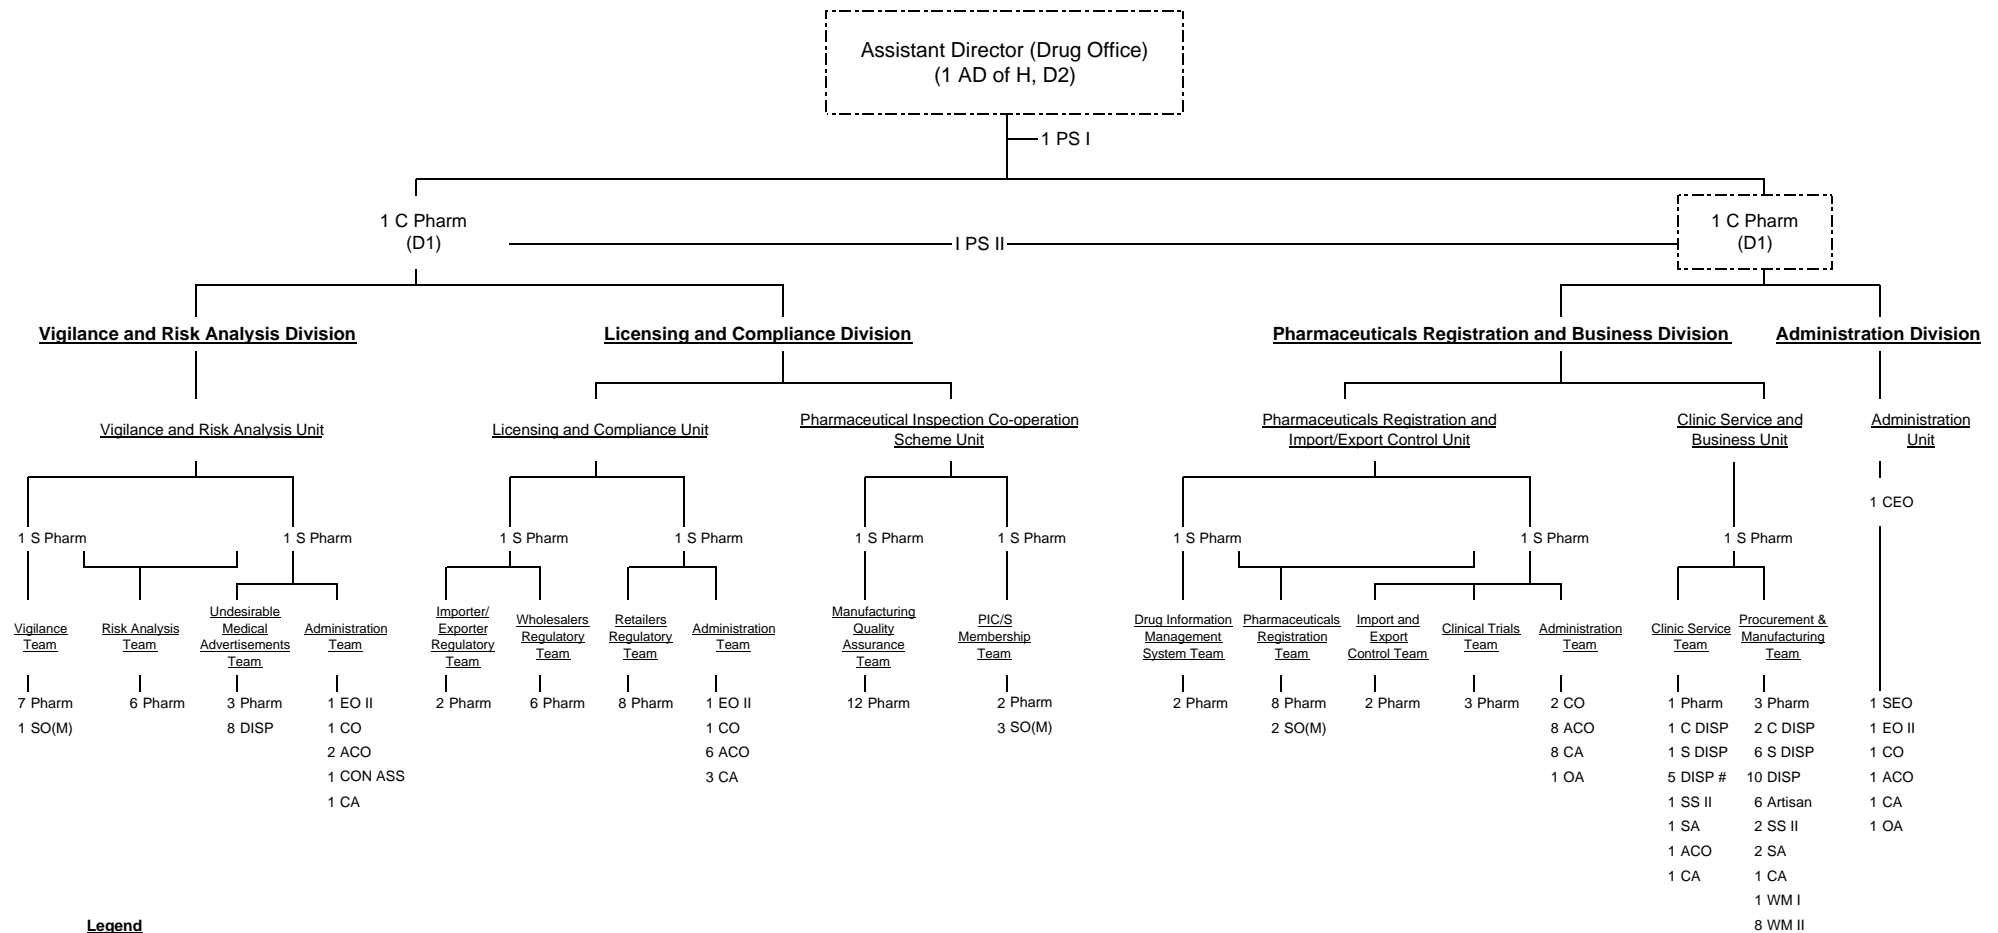 Assistant Director (Drug Office)
(1 AD of H, D2)
1 PS I
1 C Pharm
(D1)
I PS II
1 C Pharm
(D1)
Vigilance and Risk Analysis Division
Licensing and Compliance Division
Pharmaceuticals Registration and Business Division
Administration Division
Vigilance and Risk Analysis Unit
Licensing and Compliance Unit
Pharmaceutical Inspection Co-operation
Scheme Unit
Pharmaceuticals Registration and
Import/Export Control Unit
Clinic Service and
Business Unit
Administration
Unit
1 CEO
1 S Pharm
1 S Pharm
1 S Pharm
1 S Pharm
1 S Pharm
1 S Pharm
1 S Pharm
1 S Pharm
1 S Pharm
Vigilance
Team
Risk Analysis
Team
Undesirable
Medical
Advertisements
Team
Administration
Team
Importer/
Exporter
Regulatory
Team
Wholesalers
Regulatory
Team
Retailers
Regulatory
Team
Administration
Team
Manufacturing
Quality
Assurance
Team
PIC/S
Membership
Team
Drug Information
Management
System Team
Pharmaceuticals
Registration
Team
Import and
Export
Control Team
Clinical Trials
Team
Administration
Team
Clinic Service
Team
Procurement &
Manufacturing
Team
7 Pharm
1 SO(M)
6 Pharm
3 Pharm
8 DISP
1 EO II
1 CO
2 ACO
1 CON ASS
1 CA
2 Pharm
6 Pharm
8 Pharm
1 EO II
1 CO
6 ACO
3 CA
12 Pharm
2 Pharm
3 SO(M)
2 Pharm
8 Pharm
2 SO(M)
2 Pharm
3 Pharm
2 CO
8 ACO
8 CA
1 OA
1 Pharm
1 C DISP
1 S DISP
5 DISP #
1 SS II
1 SA
1 ACO
1 CA
3 Pharm
2 C DISP
6 S DISP
10 DISP
6 Artisan
2 SS II
2 SA
1 CA
1 WM I
8 WM II
1 SEO
1 EO II
1 CO
1 ACO
1 CA
1 OA
Legend